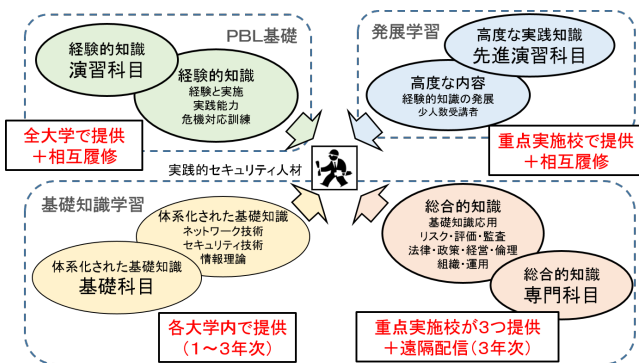 PBL基礎
経験的知識
演習科目
経験的知識
経験と実施
実践能力
危機対応訓練
全大学で提供
＋相互履修
発展学習
高度な実践知識
先進演習科目
高度な内容
経験的知識の発展
少人数受講者
重点実施校で提供
＋相互履修
実践的セキュリティ人材
基礎知識学習
体系化された基礎知識
ネットワーク技術
セキュリティ技術
情報理論
体系化された基礎知識
基礎科目
各大学内で提供
（1～3年次）
総合的知識
基礎知識応用
リスク・評価・監査
法律・政策・経営・倫理
組織・運用
総合的知識
専門科目
重点実施校が3つ提供
＋遠隔配信（3年次）